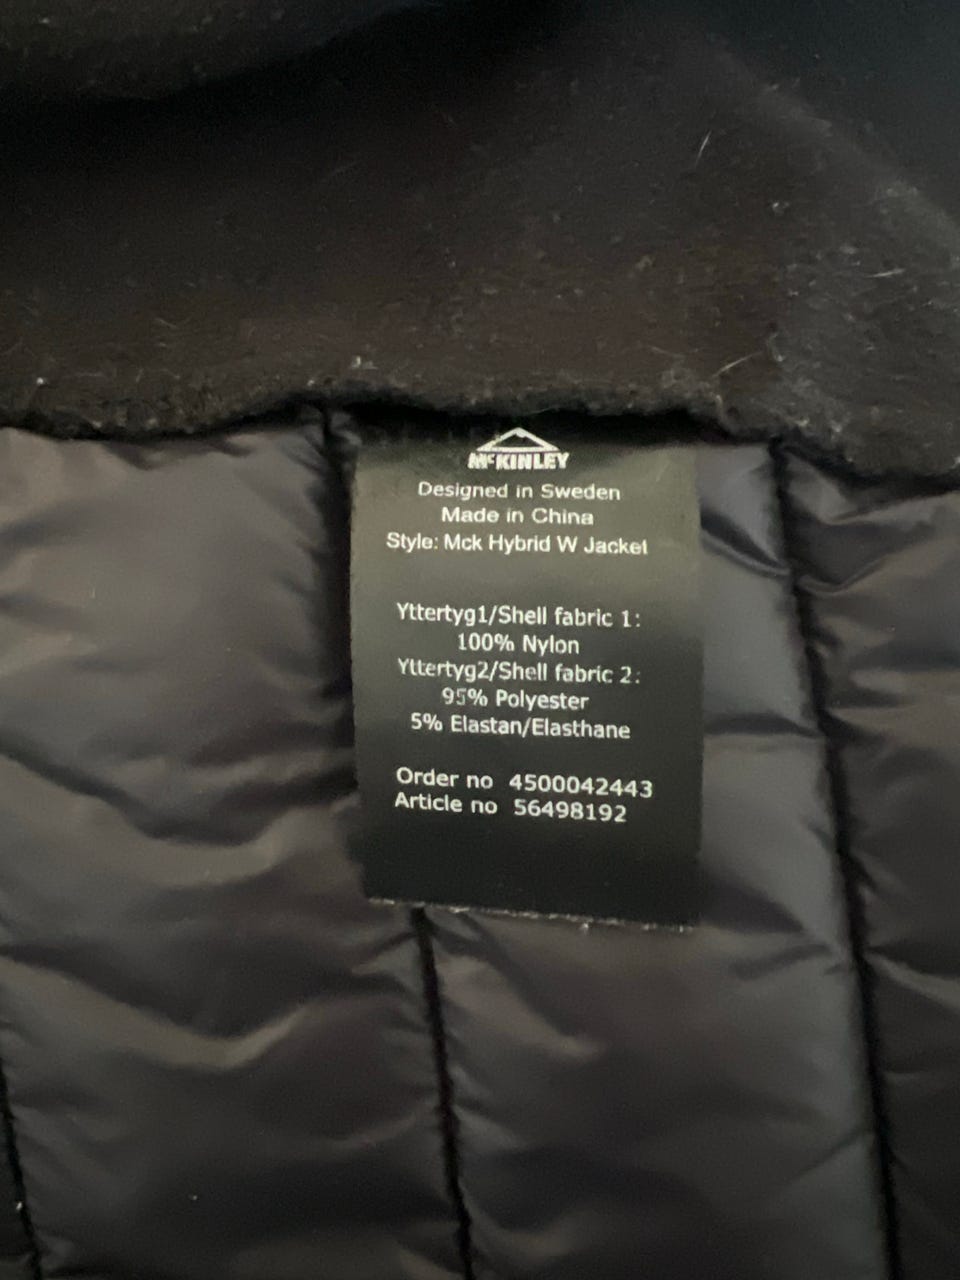 McKINLEY
Designed in Sweden
Made in China
Style: Mck Hybrid W Jacket
Yttertyg1/Shell fabric 1:
100% Nylon
Yttertyg2/Shell fabric 2:
95% Polyester
5% Elastan/Elasthane
Order no 4500042443
Article no 56498192